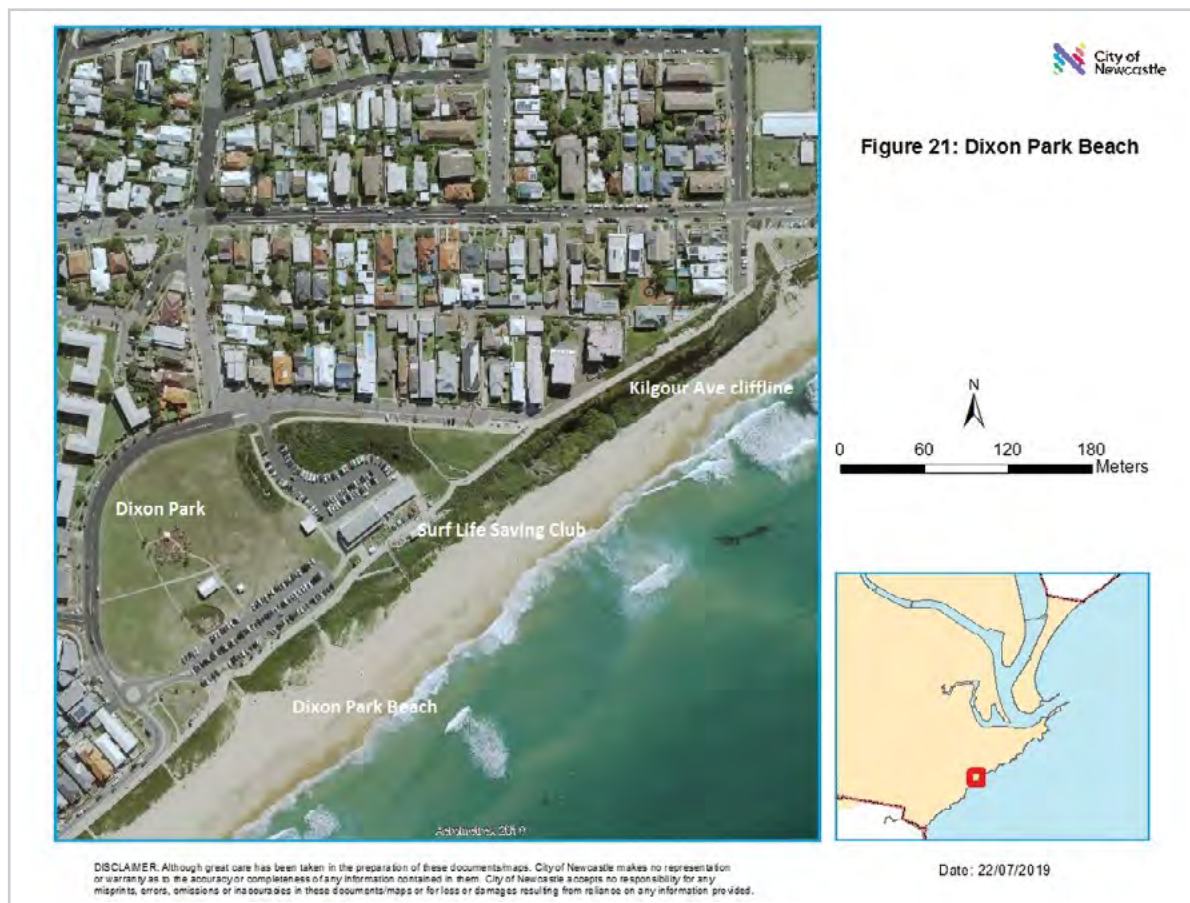 City of
Newcastle
Figure 21: Dixon Park Beach
Kilgour Ave cliffline
N
0 60 120 180
Meters
Dixon Park
Surf Life Saving Club
Dixon Park Beach
DISCLAIMER: Although great care has been taken in the preparation of these documents/maps. City of Newcastle makes no representation
or warranty as to the accuracy or completeness of any information contained in them. City of Newcastle accepts no responsibility for any
misprints, errors, omissions or inaccuracies in these documents/maps or for loss or damages resulting from reliance on any information provided.
Date: 22/07/2019